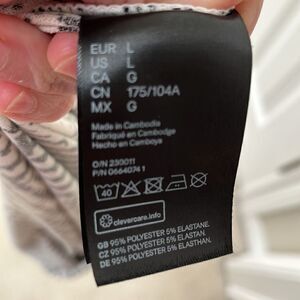 EUR L
US L
CA G
CN 175/104A
MX G
Made in Cambodia
Fabriqué en Cambodge
Hecho en Camboya
O/N 230011
P/N 0664074 1
40
clevercare.info
GB 95% POLYESTER 5% ELASTANE.
CZ 95% POLYESTER 5% ELASTAN.
DE 95% POLYESTER 5% ELASTHAN.